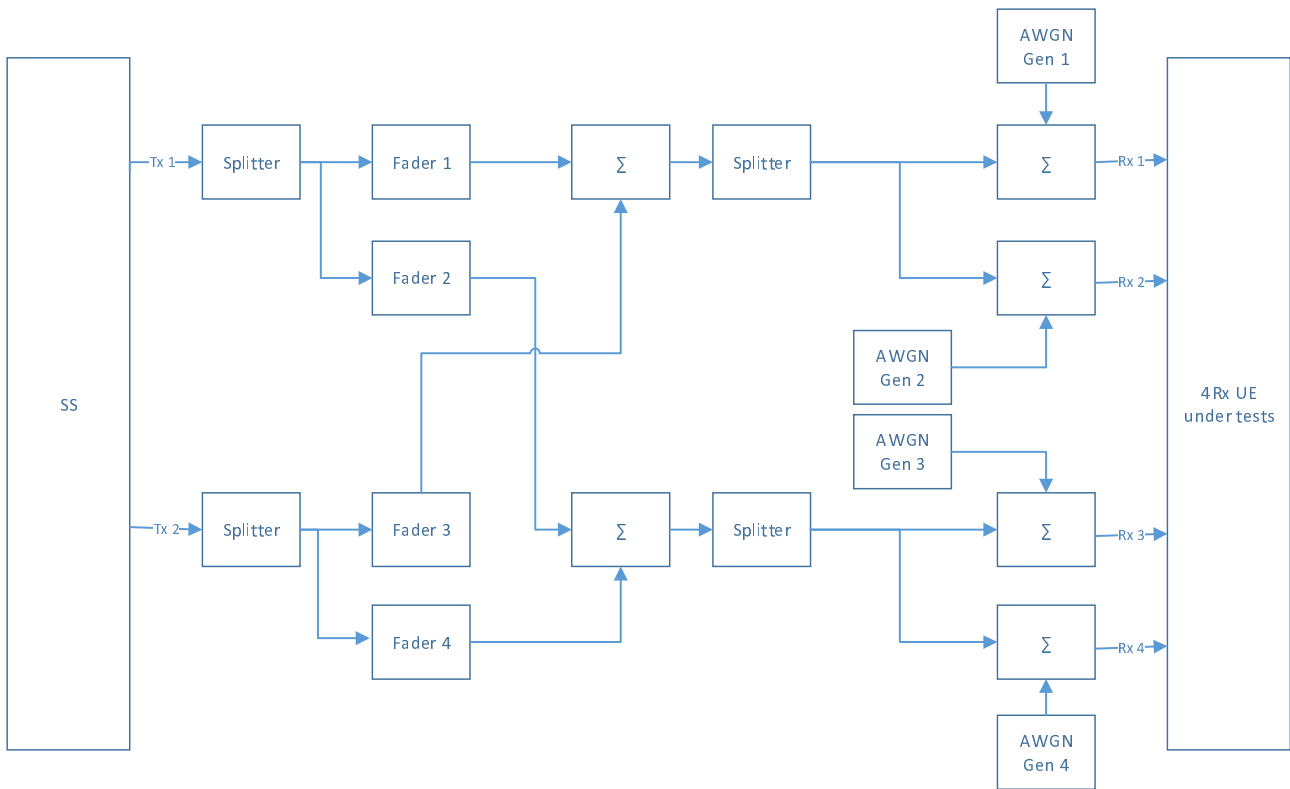 AWGN
Gen 1
Tx 1
Splitter
Fader 1
Σ
Splitter
Σ
Rx 1
Fader 2
Σ
Rx 2
AWGN
Gen 2
SS
4Rx UE
under tests
AWGN
Gen 3
Tx 2
Splitter
Fader 3
Σ
Splitter
Σ
Rx 3
Fader 4
Σ
Rx 4
AWGN
Gen 4